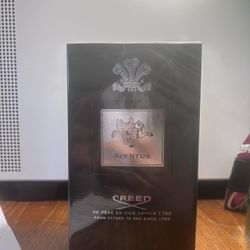 AVENTUS
CREED
DE PÈRE EN FILS DEPUIS 1760
FROM FATHER TO SON SINCE 1760